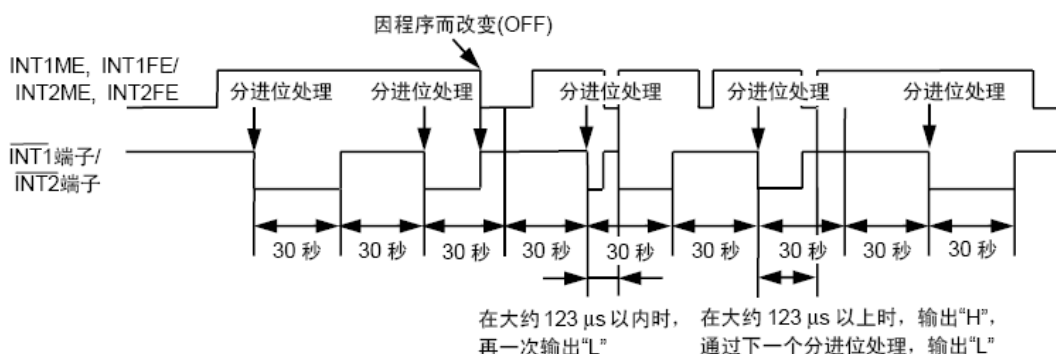 因程序而改变(OFF)
INT1ME, INT1FE/
INT2ME, INT2FE
分进位处理 分进位处理 分进位处理 分进位处理 分进位处理
INT1端子/
INT2端子
30 秒 30 秒 30 秒 30 秒 30 秒 30 秒 30 秒 30 秒 30 秒
在大约 123 μs 以内时，
再一次输出“L”
在大约 123 μs 以上时，输出“H”，
通过下一个分进位处理，输出“L”